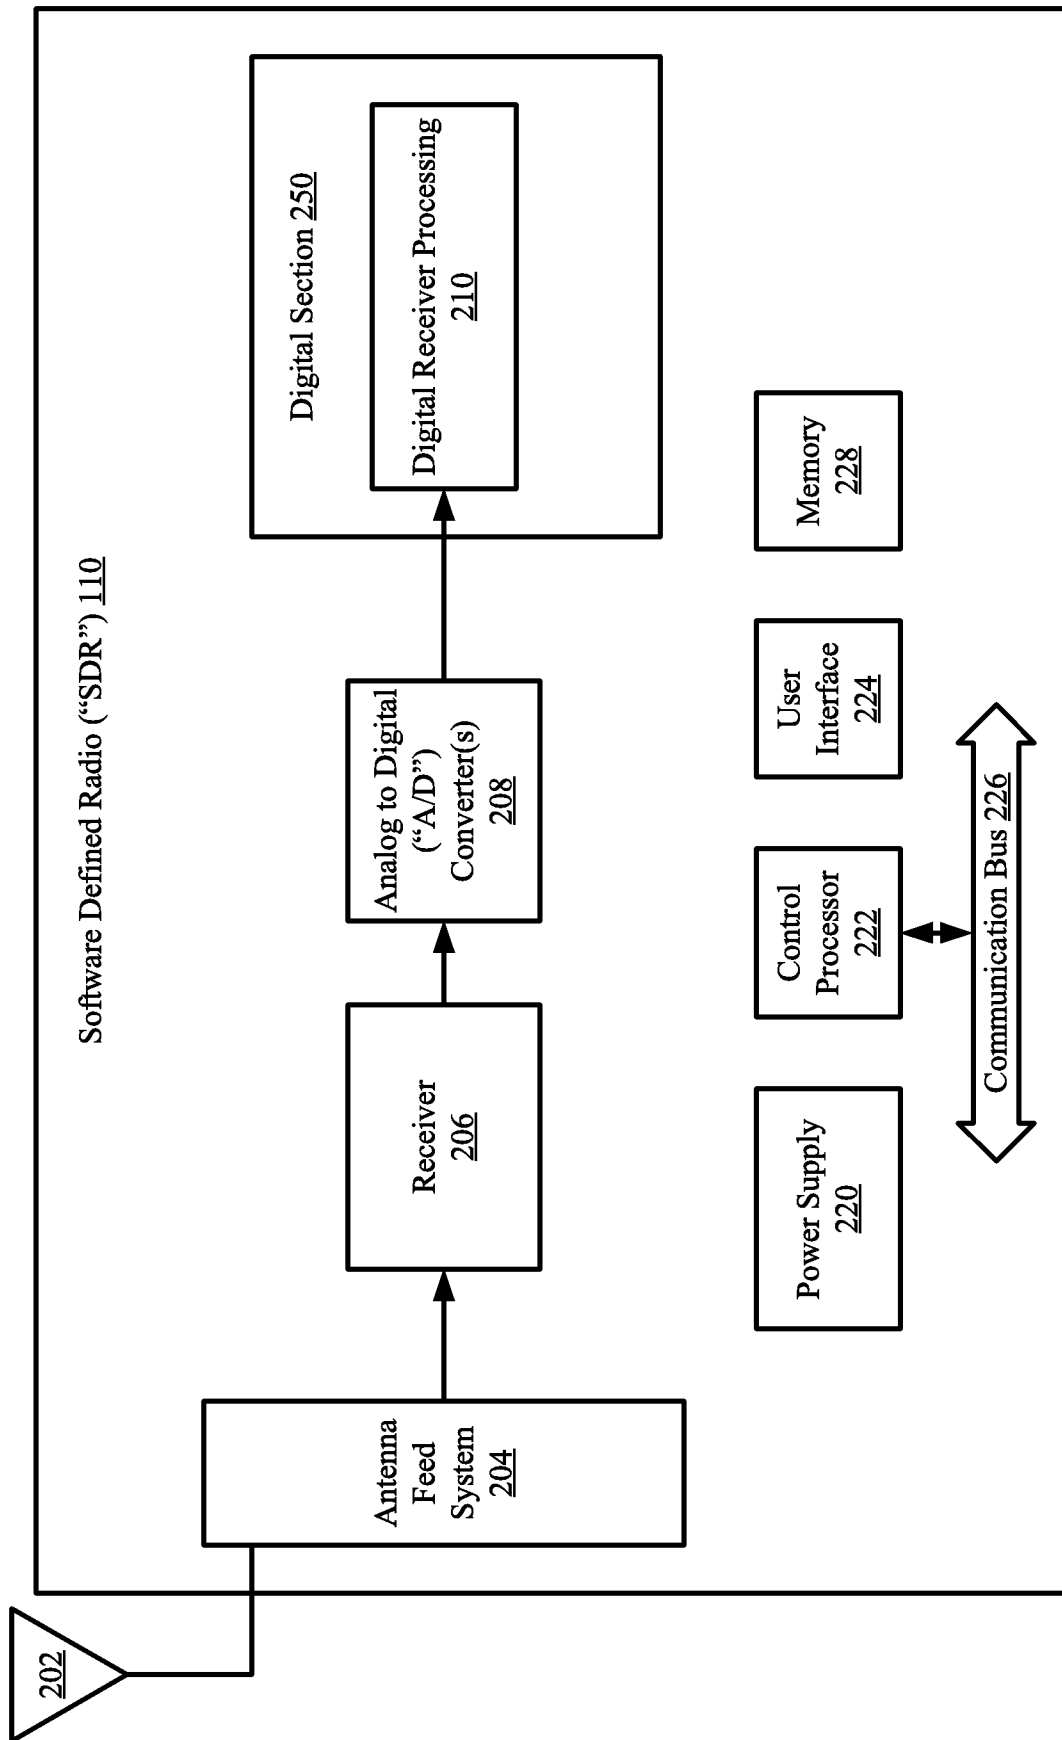 Software Defined Radio (“SDR”) 110
202
Antenna
Feed
System
204
Receiver
206
Analog to Digital
(“A/D”)
Converter(s)
208
Digital Section 250
Digital Receiver Processing
210
Power Supply
220
Control
Processor
222
User
Interface
224
Memory
228
Communication Bus 226